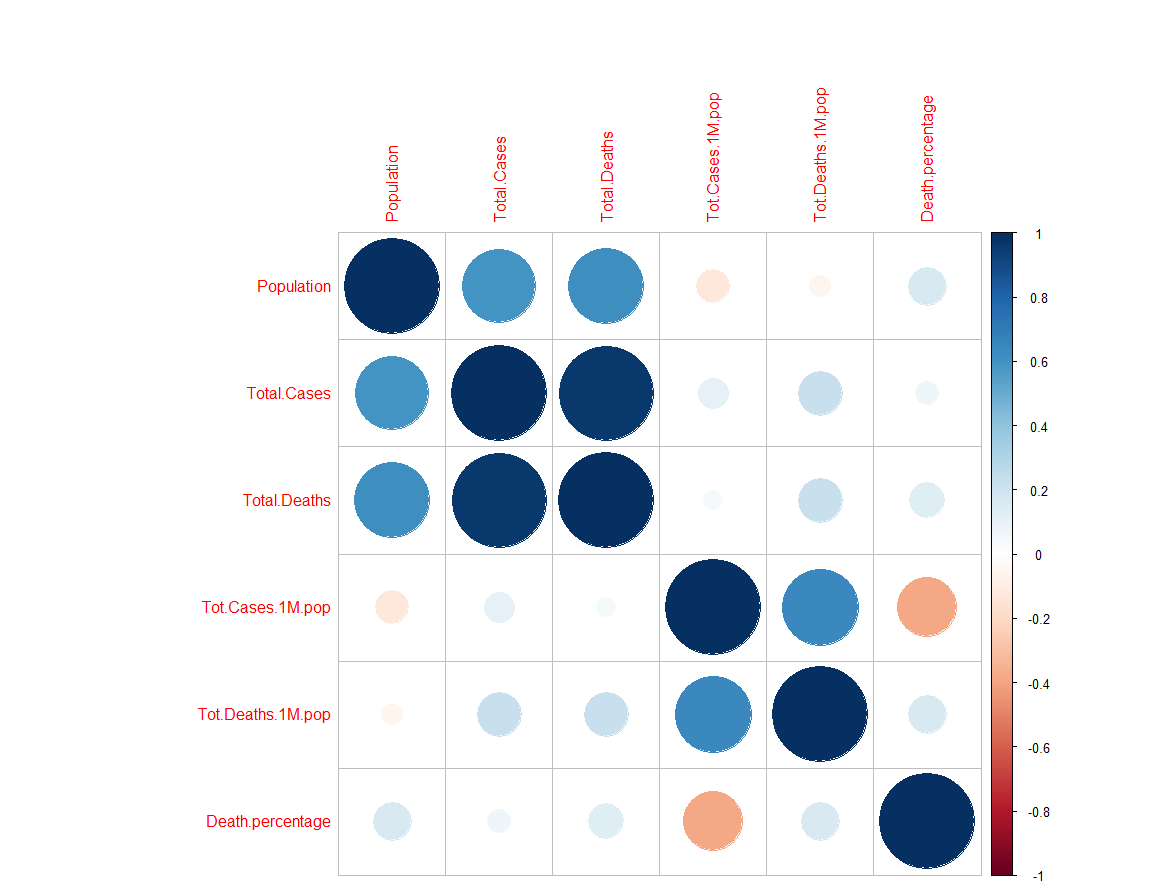 Population
Total.Cases
Total.Deaths
Tot.Cases.1M.pop
Tot.Deaths.1M.pop
Death.percentage
Population
Total.Cases
Total.Deaths
Tot.Cases.1M.pop
Tot.Deaths.1M.pop
Death.percentage
1
0.8
0.6
0.4
0.2
0
-0.2
-0.4
-0.6
-0.8
-1